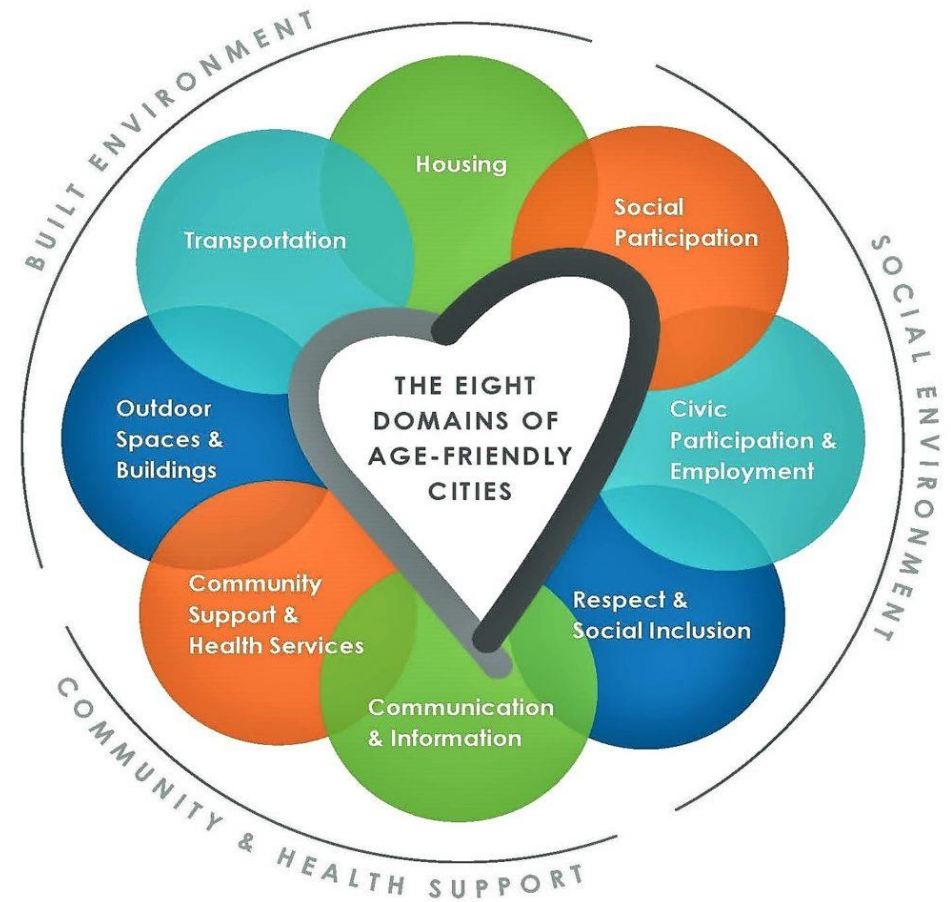 BUILT ENVIRONMENT
Housing
Social
Participation
Transportation
SOCIAL ENVIRONMENT
THE EIGHT
DOMAINS OF
AGE-FRIENDLY
CITIES
Outdoor
Spaces &
Buildings
Civic
Participation &
Employment
Community
Support &
Health Services
Respect &
Social Inclusion
Communication
& Information
COMMUNITY & HEALTH SUPPORT